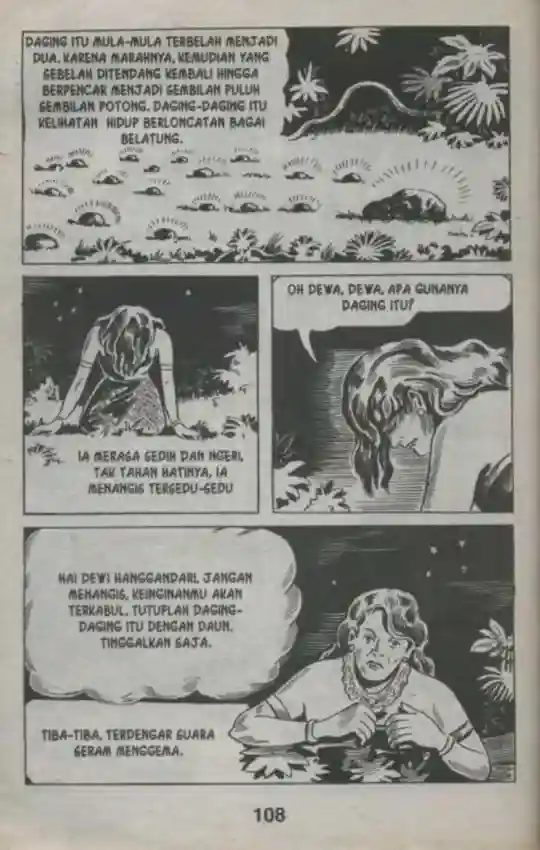 DAGING ITU MULA-MULA TERBELAH MENJADI
DUA. KARENA MARAHNYA, KEMUDIAN YANG
SEBELAH DITENDANG KEMBALI HINGGA
BERPENCAR MENJADI SEMBILAN PULUH
SEMBILAN POTONG. DAGING-DAGING ITU
KELIHATAN HIDUP BERLONCATAN BAGAI
BELATUNG.
IA MERASA SEDIH DAN NGERI,
TAK TAHAN HATINYA, IA
MENANGIS TERSEDU-SEDU
OH DEWA, DEWA, APA GUNANYA
DAGING ITU?
HAI DEWI HANGGANDARI, JANGAN
MENANGIS, KEINGINANMU AKAN
TERKABUL. TUTUPLAH DAGING-
DAGING ITU DENGAN DAUN.
TINGGALKAN SAJA.
TIBA-TIBA, TERDENGAR SUARA
SERAM MENGGEMA.
108